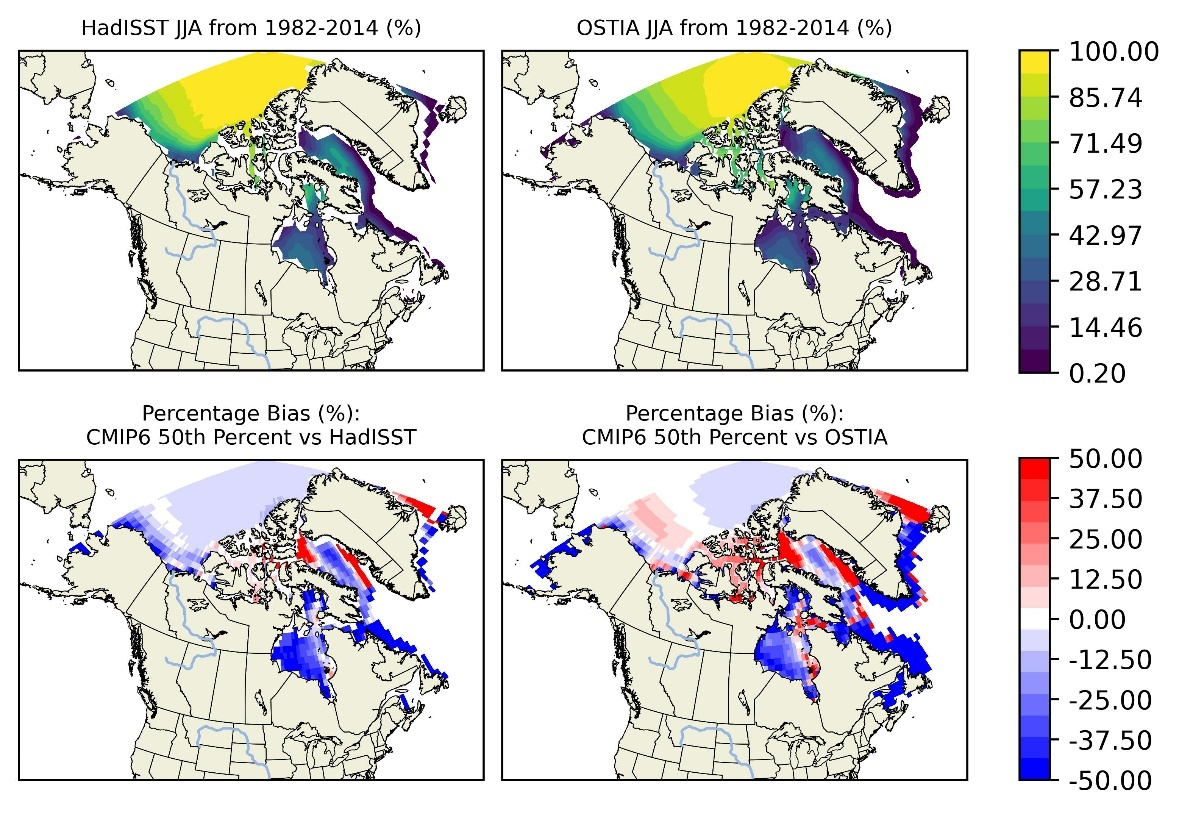 HadISST JJA from 1982-2014 (%)
OSTIA JJA from 1982-2014 (%)
100.00
85.74
71.49
57.23
42.97
28.71
14.46
0.20
Percentage Bias (%):
CMIP6 50th Percent vs HadISST
Percentage Bias (%):
CMIP6 50th Percent vs OSTIA
50.00
37.50
25.00
12.50
0.00
-12.50
-25.00
-37.50
-50.00